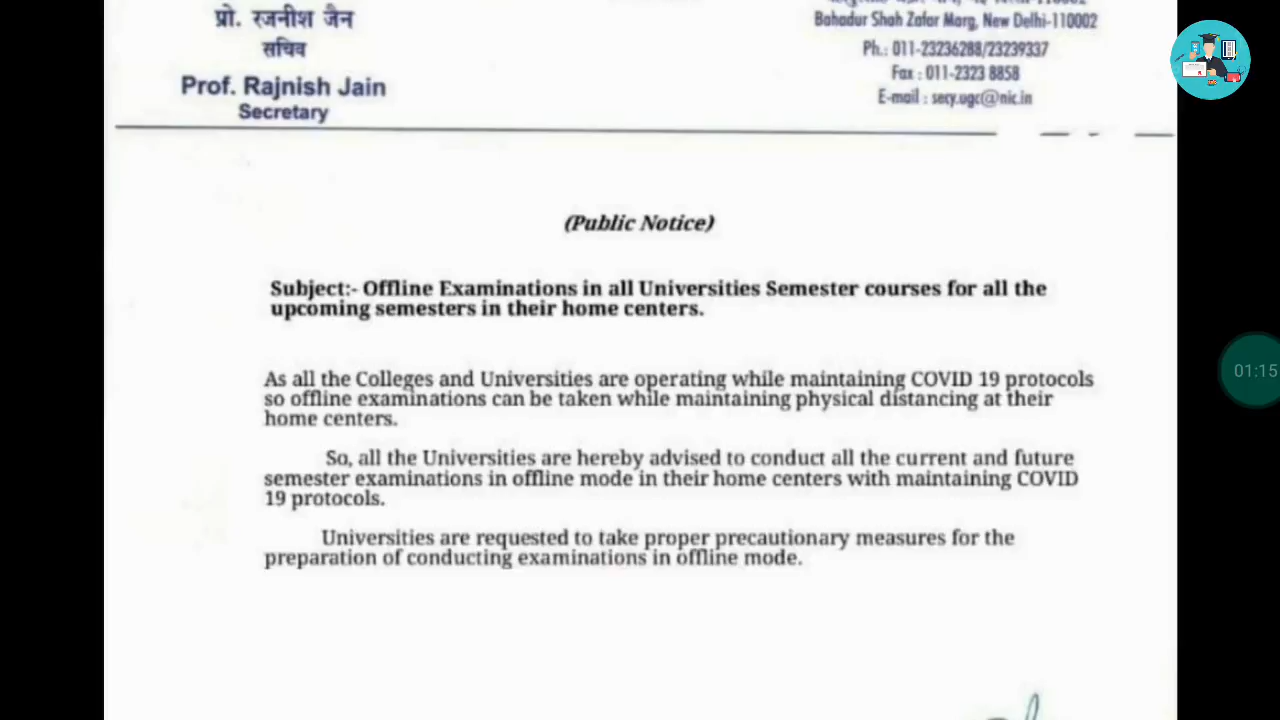 प्रो. रजनीश जैन
सचिव
Prof. Rajnish Jain
Secretary
Bahadur Shah Zafar Marg, New Delhi-110002
Ph.: 011-23236288/23239337
Fax : 011-2323 8858
E-mail : secy.ugc@nic.in
(Public Notice)
Subject:- Offline Examinations in all Universities Semester courses for all the
upcoming semesters in their home centers.
As all the Colleges and Universities are operating while maintaining COVID 19 protocols
so offline examinations can be taken while maintaining physical distancing at their
home centers.
So, all the Universities are hereby advised to conduct all the current and future
semester examinations in offline mode in their home centers with maintaining COVID
19 protocols.
Universities are requested to take proper precautionary measures for the
preparation of conducting examinations in offline mode.
01:15